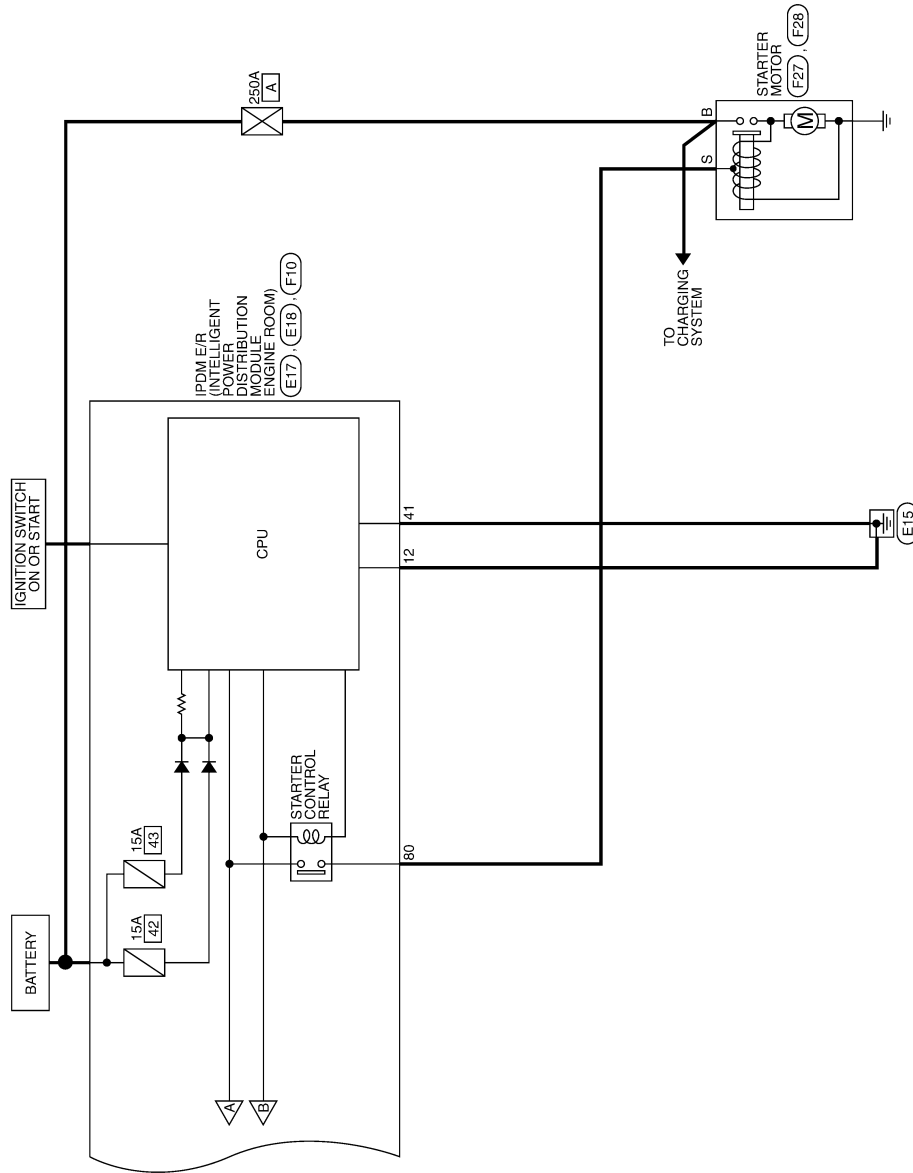 BATTERY
IGNITION SWITCH
ON OR START
15A
42
15A
43
250A
A
CPU
IPDM E/R
(INTELLIGENT
POWER
DISTRIBUTION
MODULE
ENGINE ROOM)
E17 , E18 , F10
A
B
STARTER
CONTROL
RELAY
80
12
41
E15
TO
CHARGING
SYSTEM
S
B
M
STARTER
MOTOR
F27 , F28